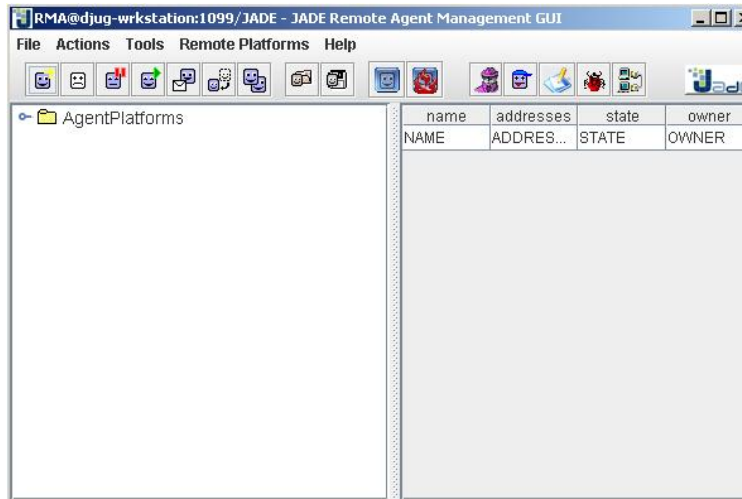 RMA@djug-wrkstation:1099/JADE - JADE Remote Agent Management GUI
File Actions Tools Remote Platforms Help
Jade
AgentPlatforms
name addresses state owner
NAME ADDRES... STATE OWNER